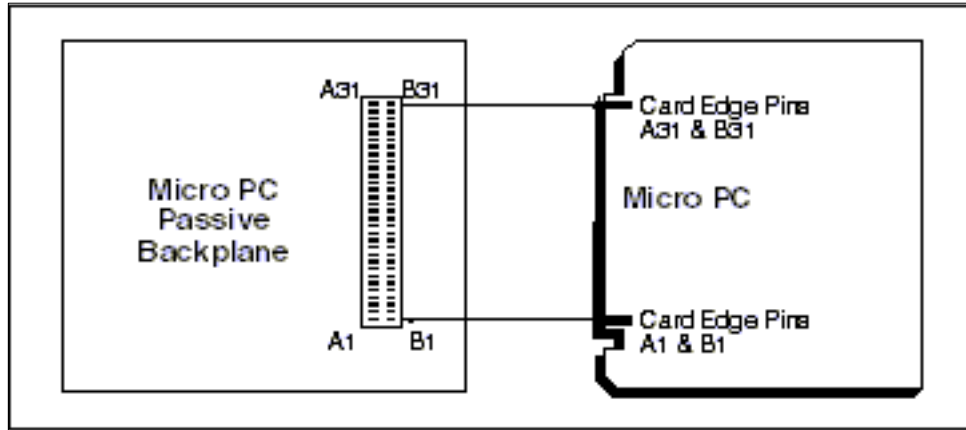 A31 B31
Micro PC
Passive
Backplane
A1 B1
Card Edge Pins
A31 & B31
Micro PC
Card Edge Pins
A1 & B1